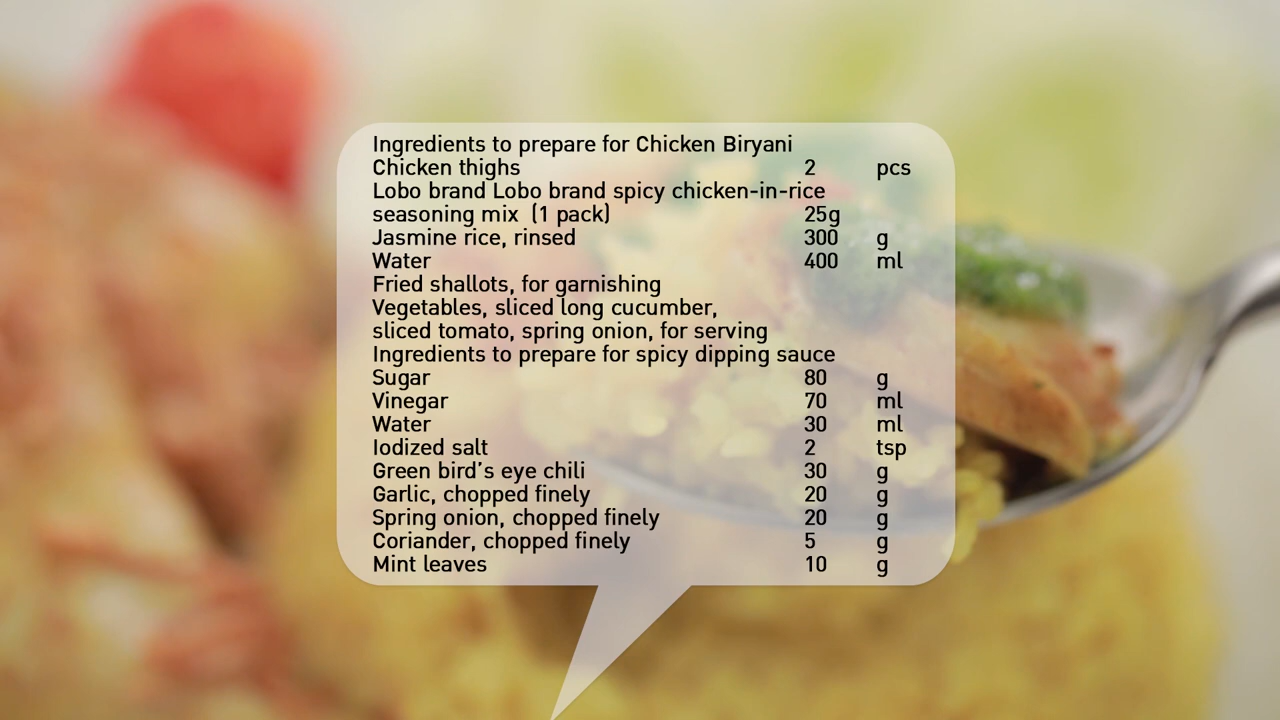 Ingredients to prepare for Chicken Biryani
Chicken thighs 2 pcs
Lobo brand Lobo brand spicy chicken-in-rice
seasoning mix (1 pack) 25g
Jasmine rice, rinsed 300 g
Water 400 ml
Fried shallots, for garnishing
Vegetables, sliced long cucumber,
sliced tomato, spring onion, for serving
Ingredients to prepare for spicy dipping sauce
Sugar 80 g
Vinegar 70 ml
Water 30 ml
Iodized salt 2 tsp
Green bird's eye chili 30 g
Garlic, chopped finely 20 g
Spring onion, chopped finely 20 g
Coriander, chopped finely 5 g
Mint leaves 10 g